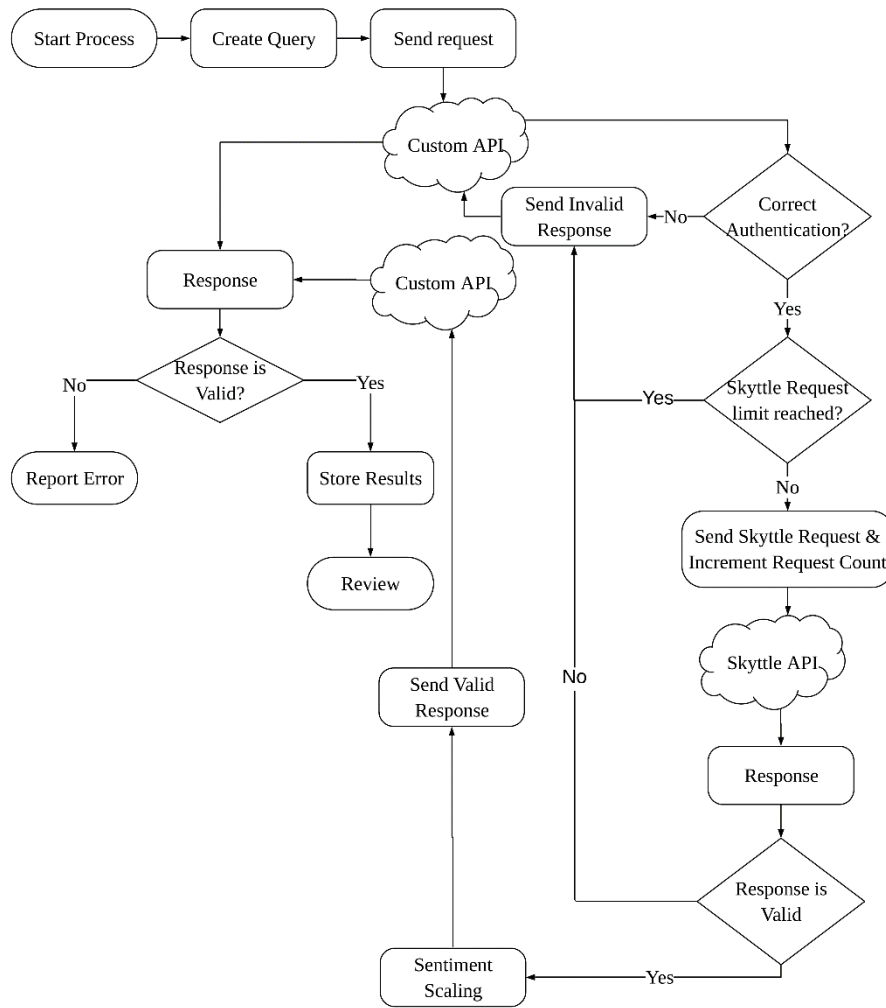 Start Process
Create Query
Send request
Custom API
Send Invalid
Response
No
Correct
Authentication?
Response
Custom API
Yes
No
Response is
Valid?
Yes
Yes
Skyttle Request
limit reached?
Report Error
Store Results
No
Send Skyttle Request &
Increment Request Count
Review
Skyttle API
No
Send Valid
Response
Response
Response is
Valid
Sentiment
Scaling
Yes